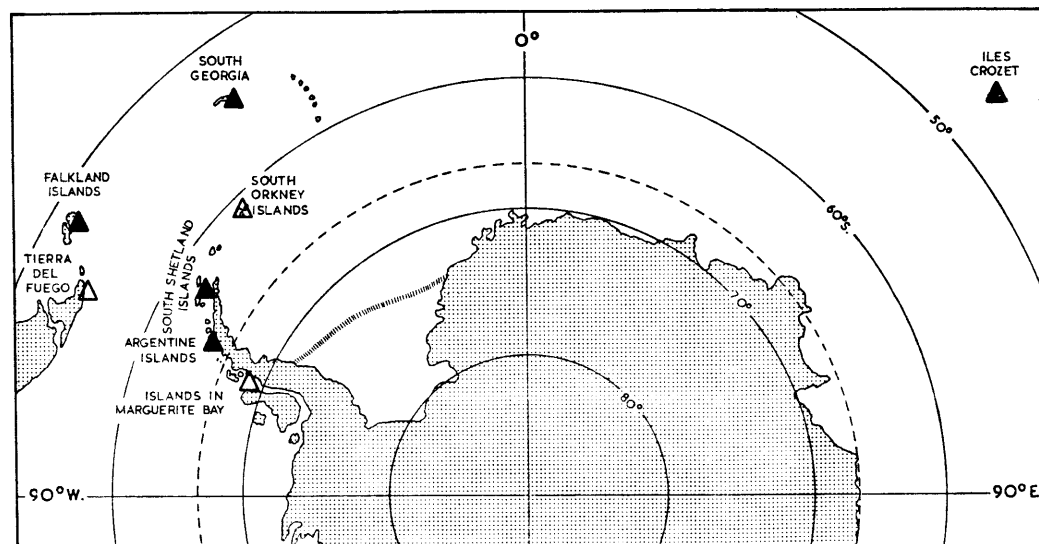 0°
SOUTH
GEORGIA
ILES
CROZET
50°
FALKLAND
ISLANDS
SOUTH
ORKNEY
ISLANDS
60°S.
TIERRA
DEL
FUEGO
SOUTH SHETLAND
ISLANDS
70°
ARGENTINE
ISLANDS
ISLANDS IN
MARGUERITE BAY
80°
90°W.
90°E